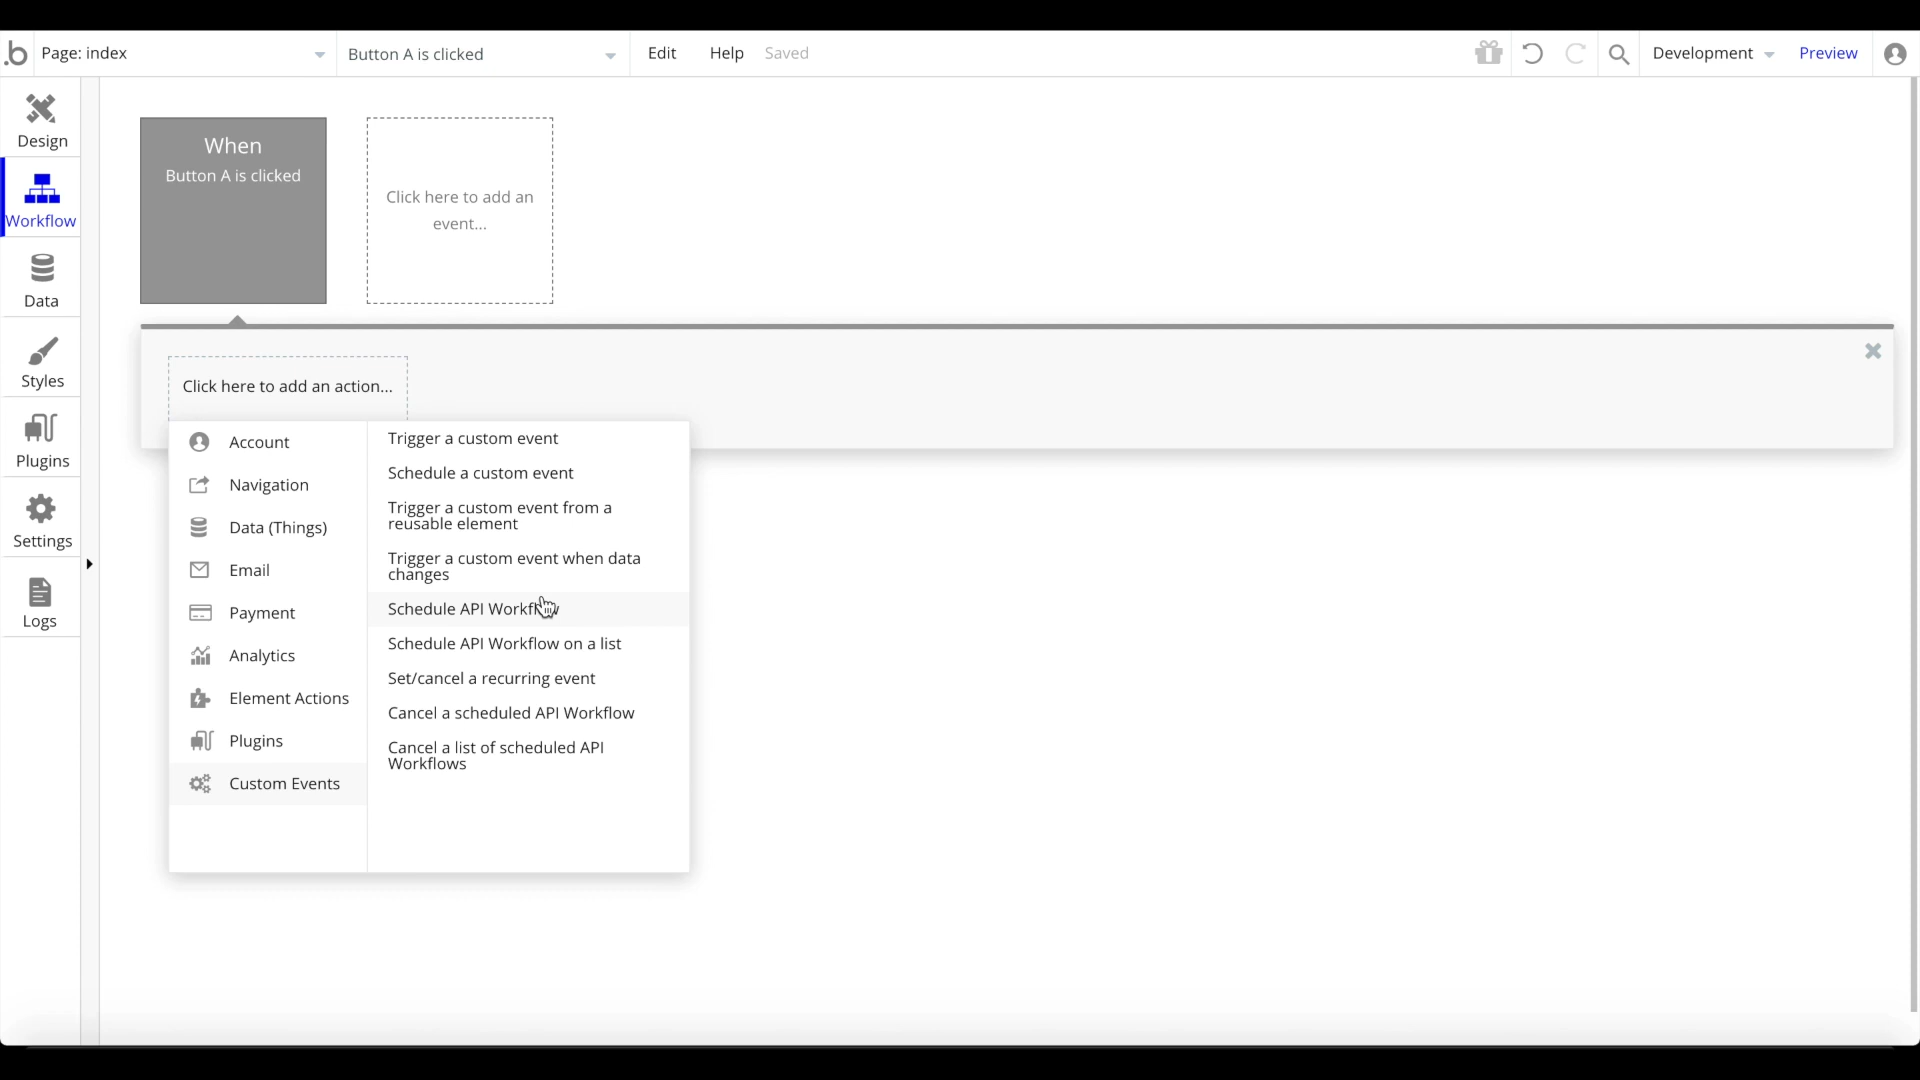 .b Page: index Button A is clicked Edit Help Saved Development Preview
Design
Workflow
Data
Styles
Plugins
Settings
Logs
When
Button A is clicked
Click here to add an
event...
Click here to add an action...
Account
Navigation
Data (Things)
Email
Payment
Analytics
Element Actions
Plugins
Custom Events
Trigger a custom event
Schedule a custom event
Trigger a custom event from a
reusable element
Trigger a custom event when data
changes
Schedule API Workflow
Schedule API Workflow on a list
Set/cancel a recurring event
Cancel a scheduled API Workflow
Cancel a list of scheduled API
Workflows